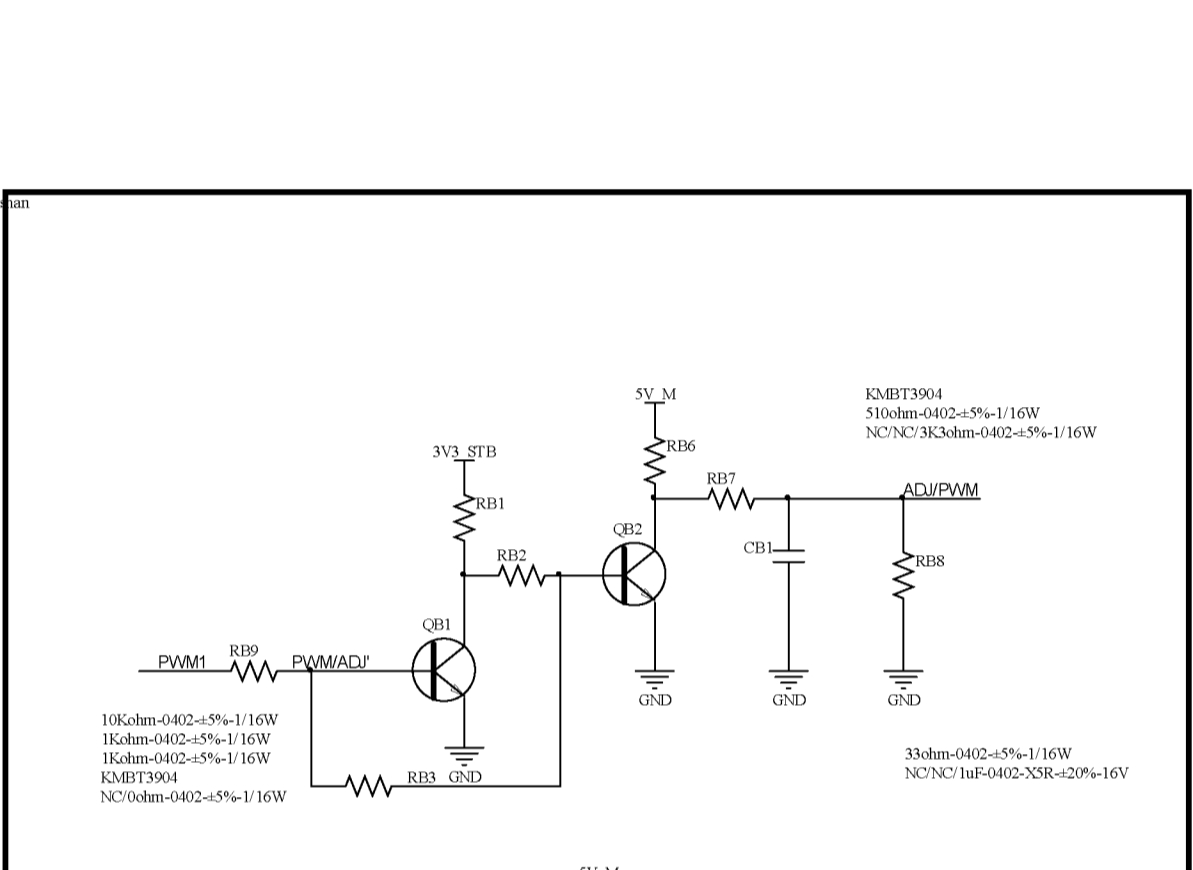 5V_M
KMBT3904
510ohm-0402-±5%-1/16W
NC/NC/3K3ohm-0402-±5%-1/16W
RB6
3V3_STB
RB7
ADJ/PWM
RB1
QB2
CB1
RB2
RB8
QB1
PWM1
RB9
PWM/ADJ'
GND
GND
GND
10Kohm-0402-±5%-1/16W
1Kohm-0402-±5%-1/16W
1Kohm-0402-±5%-1/16W
KMBT3904
NC/0ohm-0402-±5%-1/16W
RB3
GND
33ohm-0402-±5%-1/16W
NC/NC/1uF-0402-X5R-±20%-16V